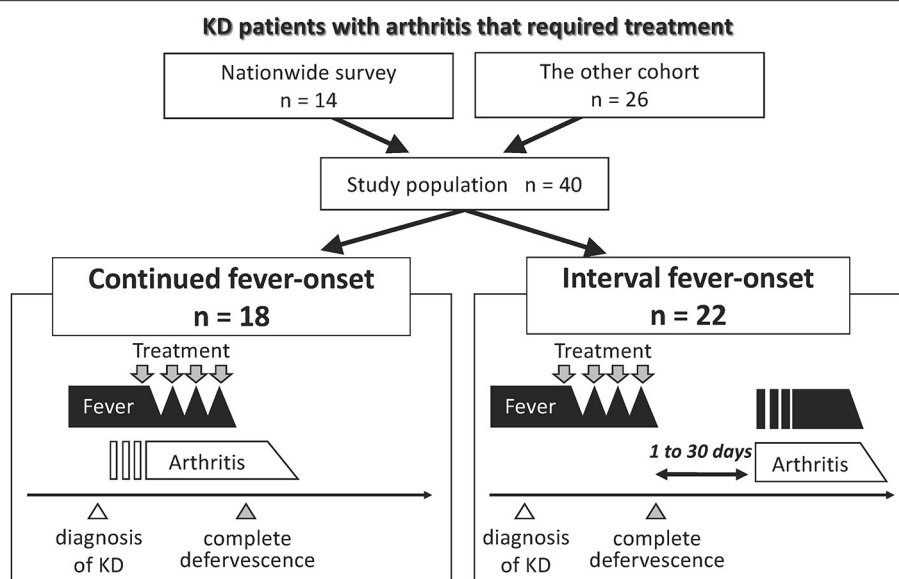 KD patients with arthritis that required treatment
Nationwide survey
n = 14
The other cohort
n = 26
Study population n = 40
Continued fever-onset
n = 18
Treatment
Fever
Arthritis
diagnosis
of KD
complete
defervescence
Interval fever-onset
n = 22
Treatment
Fever
1 to 30 days
Arthritis
diagnosis
of KD
complete
defervescence